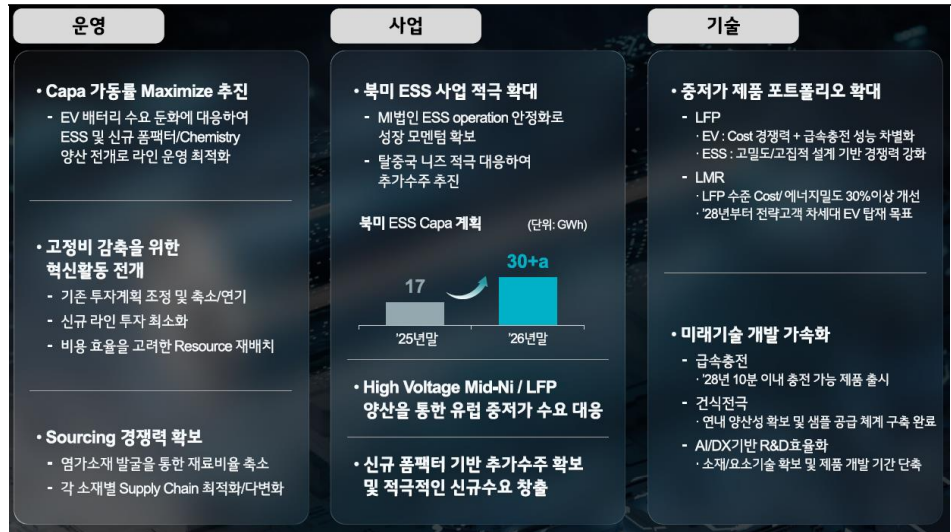 운영
• Capa 가동률 Maximize 추진
- EV 배터리 수요 둔화에 대응하여
ESS 및 신규 폼팩터/Chemistry
양산 전개로 라인 운영 최적화
• 고정비 감축을 위한
혁신활동 전개
- 기존 투자계획 조정 및 축소/연기
- 신규 라인 투자 최소화
- 비용 효율을 고려한 Resource 재배치
• Sourcing 경쟁력 확보
- 염가소재 발굴을 통한 재료비율 축소
- 각 소재별 Supply Chain 최적화/다변화
사업
• 북미 ESS 사업 적극 확대
- MI법인 ESS operation 안정화로
성장 모멘텀 확보
- 탈중국 니즈 적극 대응하여
추가수주 추진
북미 ESS Capa 계획 (단위: GWh)
17
30+a
'25년말
'26년말
• High Voltage Mid-Ni / LFP
양산을 통한 유럽 중저가 수요 대응
• 신규 폼팩터 기반 추가수주 확보
및 적극적인 신규수요 창출
기술
• 중저가 제품 포트폴리오 확대
- LFP
· EV : Cost 경쟁력 + 급속충전 성능 차별화
· ESS : 고밀도/고집적 설계 기반 경쟁력 강화
- LMR
· LFP 수준 Cost/ 에너지밀도 30%이상 개선
· '28년부터 전략고객 차세대 EV 탑재 목표
• 미래기술 개발 가속화
- 급속충전
· '28년 10분 이내 충전 가능 제품 출시
- 건식전극
· 연내 양산성 확보 및 샘플 공급 체계 구축 완료
- AI/DX기반 R&D효율화
· 소재/요소기술 확보 및 제품 개발 기간 단축